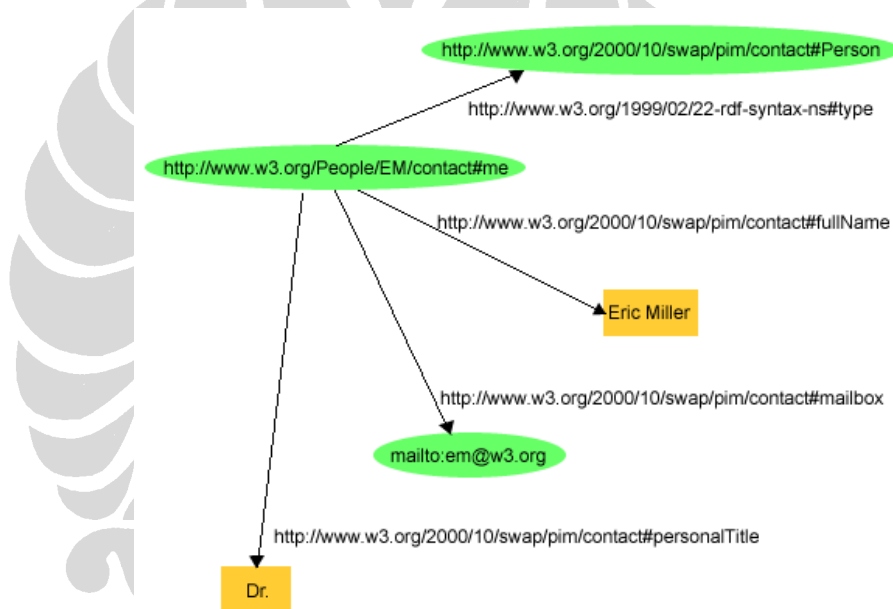 http://www.w3.org/2000/10/swap/pim/contact#Person
http://www.w3.org/1999/02/22-rdf-syntax-ns#type
http://www.w3.org/People/EM/contact#me
http://www.w3.org/2000/10/swap/pim/contact#fullName
Eric Miller
http://www.w3.org/2000/10/swap/pim/contact#mailbox
mailto:em@w3.org
http://www.w3.org/2000/10/swap/pim/contact#personalTitle
Dr.